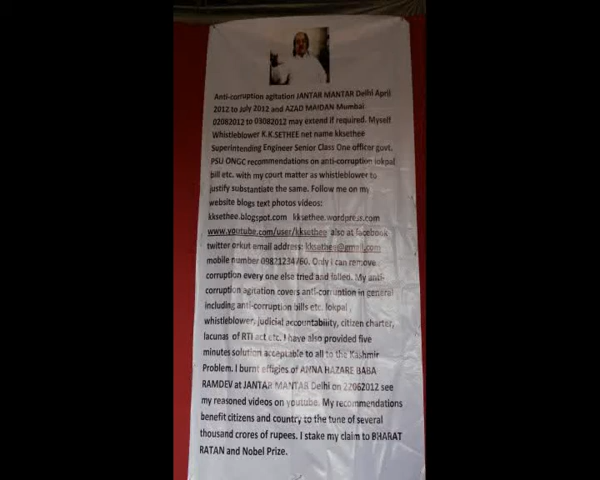 Anti-corruption agitation JANTAR MANTAR Delhi April
2012 to July 2012 and AZAD MAIDAN Mumbai
02082012 to 03082012 may extend if required. Myself
Whistleblower K.K.SETHEE net name kksethee
Superintending Engineer Senior Class One officer govt.
PSU ONGC recommendations on anti-corruption lokpal
bill etc. with my court matter as whistleblower to
justify substantiate the same. Follow me on my
website blogs text photos videos:
kksethee.blogspot.com kksethee.wordpress.com
www.youtube.com/user/kksethee also at facebook
twitter orkut email address: kksethee@gmail.com
mobile number 09821234760. Only I can remove
corruption every one else tried and failed. My anti-
corruption agitation covers anti-corruption in general
including anti-corruption bills etc. lokpal,
whistleblower, judicial accountability, citizen charter,
lacunas of RTI act etc. I have also provided five
minutes solution acceptable to all to the Kashmir
Problem. I burnt effigies of ANNA HAZARE BABA
RAMDEV at JANTAR MANTAR Delhi on 22062012 see
my reasoned videos on youtube. My recommendations
benefit citizens and country to the tune of several
thousand crores of rupees. I stake my claim to BHARAT
RATAN and Nobel Prize.